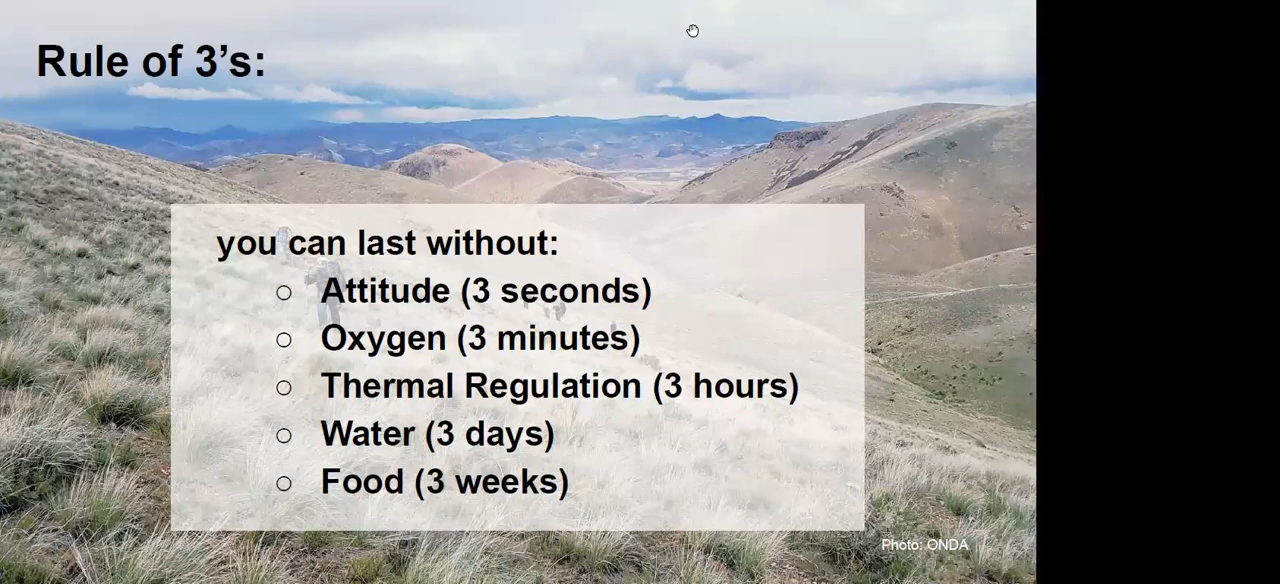 Rule of 3’s:
you can last without:
○ Attitude (3 seconds)
○ Oxygen (3 minutes)
○ Thermal Regulation (3 hours)
○ Water (3 days)
○ Food (3 weeks)
Photo: ONDA